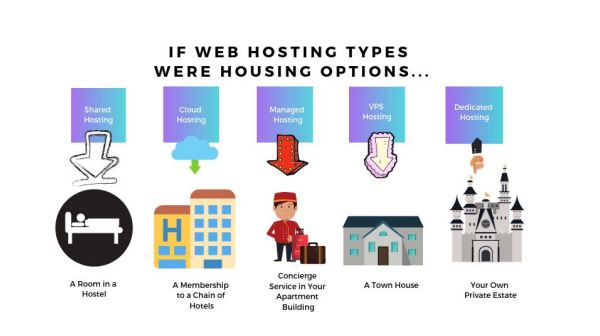 IF WEB HOSTING TYPES
WERE HOUSING OPTIONS...
Shared
Hosting
Cloud
Hosting
Managed
Hosting
VPS
Hosting
Dedicated
Hosting
H
A Room in a
Hostel
A Membership
to a Chain of
Hotels
Concierge
Service in Your
Apartment
Building
A Town House
Your Own
Private Estate